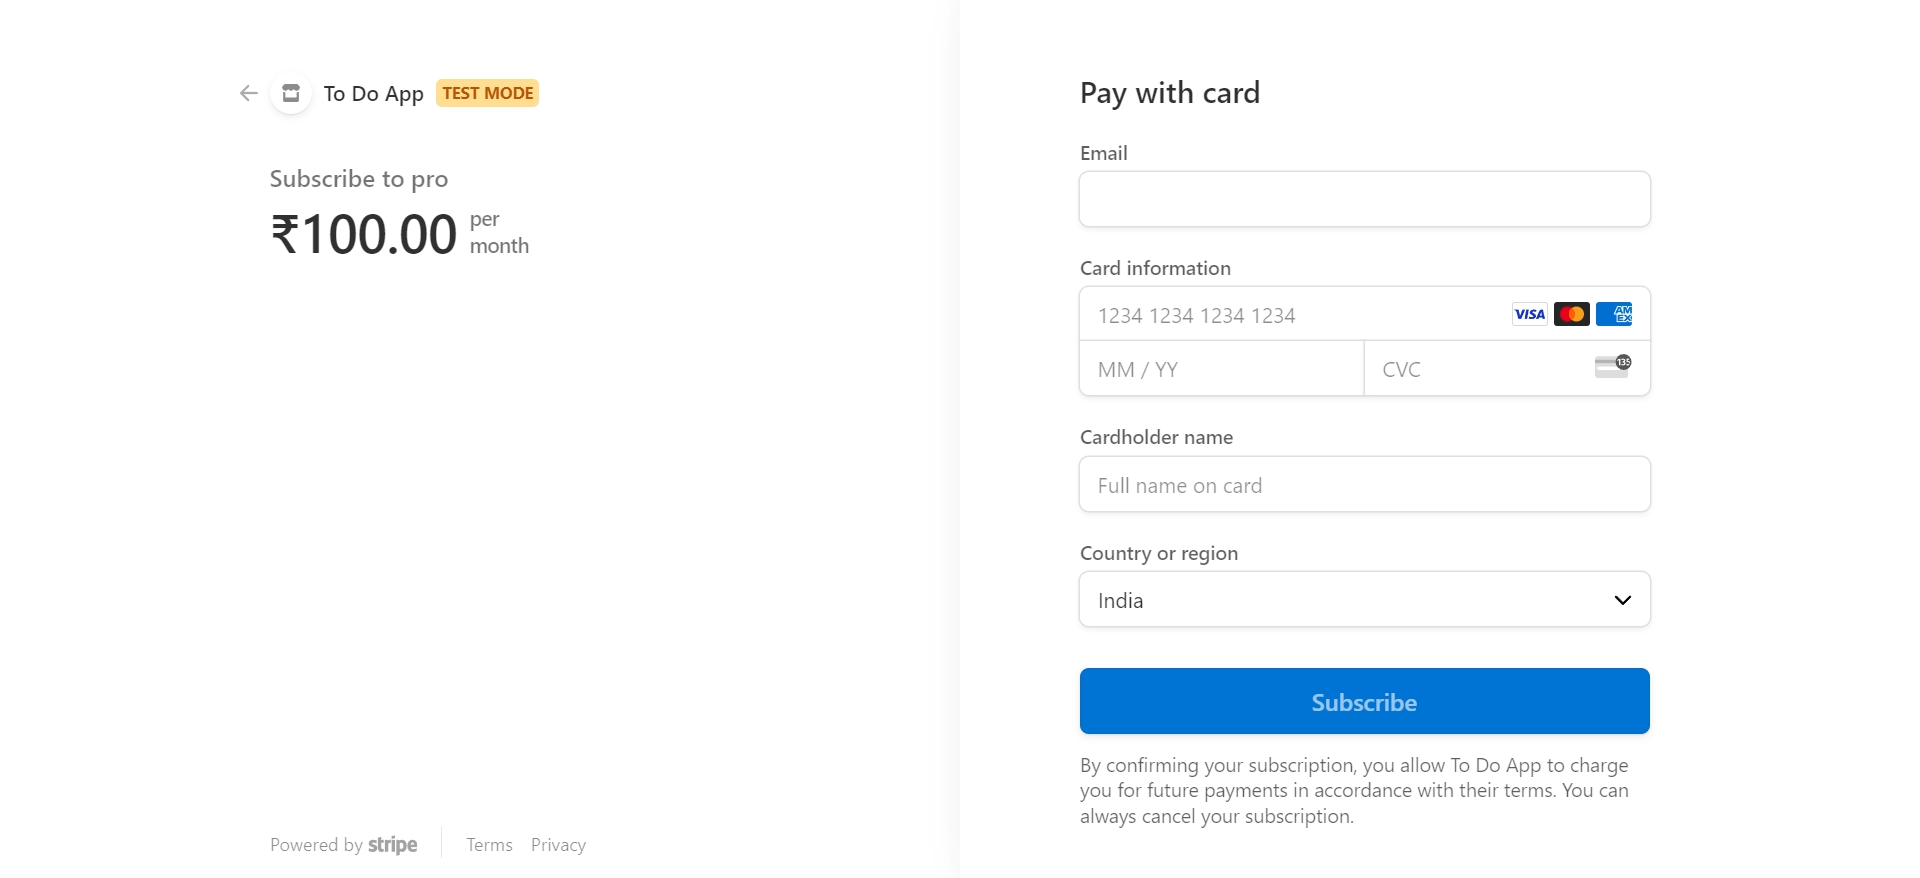 To Do App TEST MODE
Subscribe to pro
₹100.00 per
month
Powered by stripe Terms Privacy
Pay with card
Email
Card information
1234 1234 1234 1234 VISA AM
EX
MM / YY CVC 135
Cardholder name
Full name on card
Country or region
India
Subscribe
By confirming your subscription, you allow To Do App to charge
you for future payments in accordance with their terms. You can
always cancel your subscription.